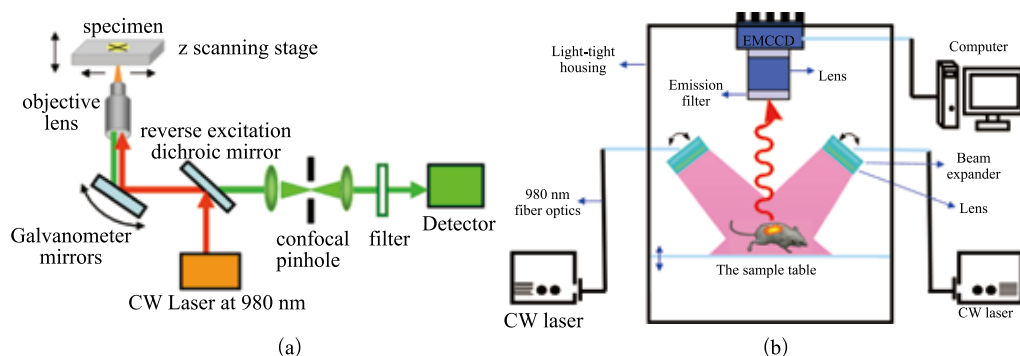 specimen
z scanning stage
objective
lens
reverse excitation
dichroic mirror
Galvanometer
mirrors
confocal
pinhole
filter
Detector
CW Laser at 980 nm
(a)
EMCCD
Light-tight
housing
Lens
Emission
filter
Computer
980 nm
fiber optics
Beam
expander
Lens
The sample table
CW laser
CW laser
(b)